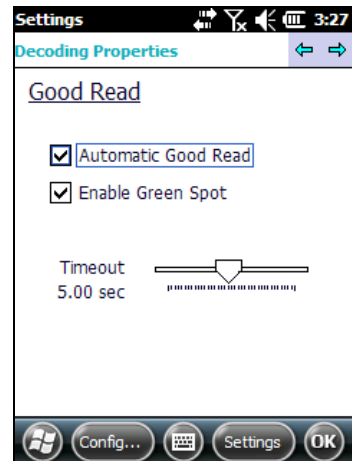 Settings 3:27
Decoding Properties
Good Read
Automatic Good Read
Enable Green Spot
Timeout
5.00 sec
Config... Settings OK